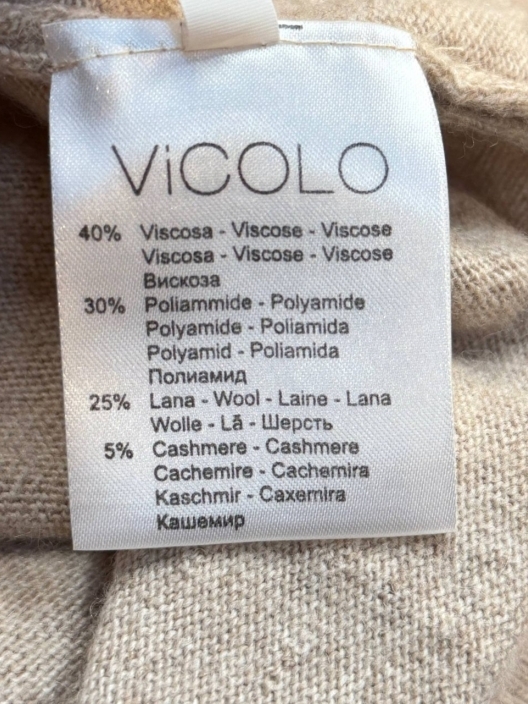 ViCOLO
40% Viscosa - Viscose - Viscose
Viscosa - Viscose - Viscose
Вискоза
30% Poliammide - Polyamide
Polyamide - Poliamida
Polyamid - Poliamida
Полиамид
25% Lana - Wool - Laine - Lana
Wolle - Lã - Шерсть
5% Cashmere - Cashmere
Cachemire - Cachemira
Kaschmir - Caxemira
Кашемир